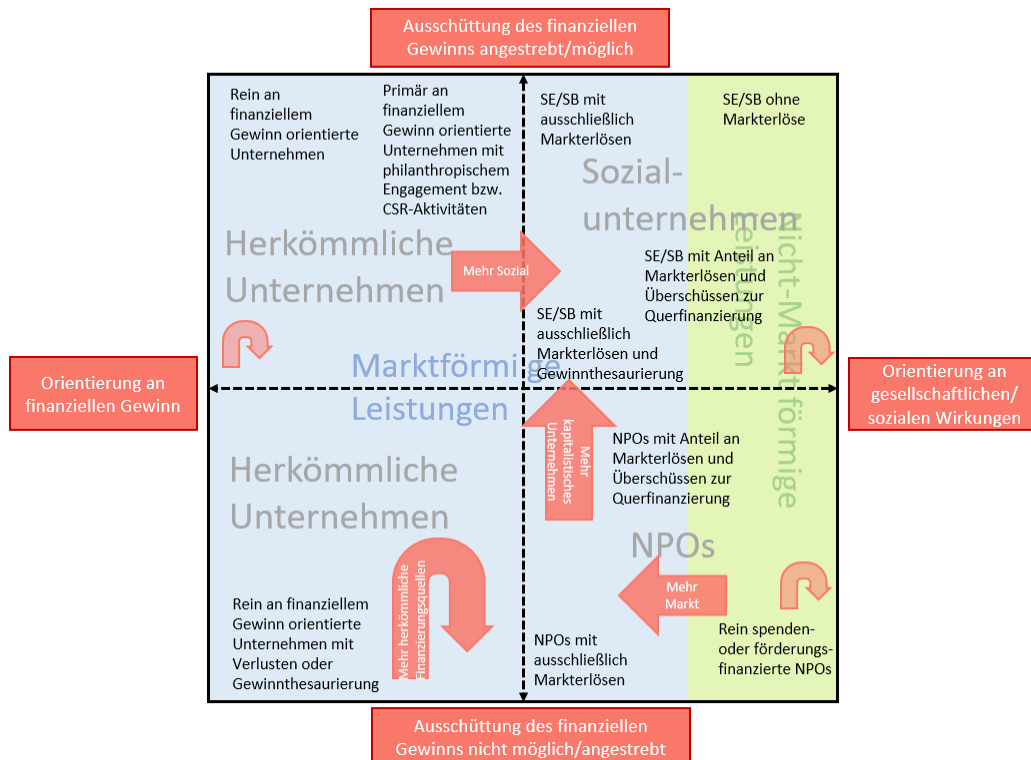 Ausschüttung des finanziellen
Gewinns angestrebt/möglich
Rein an
finanziellem
Gewinn orientierte
Unternehmen
Primär an
finanziellem
Gewinn orientierte
Unternehmen mit
philanthropischem
Engagement bzw.
CSR-Aktivitäten
SE/SB mit
ausschließlich
Markterlösen
SE/SB ohne
Markterlöse
Sozial-
unternehmen
Herkömmliche
Unternehmen
Mehr Sozial
SE/SB mit Anteil an
Markterlösen und
Überschüssen zur
Querfinanzierung
Nicht-Markt förmige
Leistungen
SE/SB mit
ausschließlich
Markterlösen und
Gewinnthesaurierung
Marktförmige
Leistungen
Orientierung an
finanziellen Gewinn
Orientierung an
gesellschaftlichen/
sozialen Wirkungen
Herkömmliche
Unternehmen
Mehr
kapitalistisches
Unternehmen
NPOs mit Anteil an
Markterlösen und
Überschüssen zur
Querfinanzierung
NPOs
Mehr
Markt
Mehr herkömmliche
Finanzierungsquellen
Rein an finanziellem
Gewinn orientierte
Unternehmen mit
Verlusten oder
Gewinnthesaurierung
NPOs mit
ausschließlich
Markterlösen
Rein spenden-
oder förderungs-
finanzierte NPOs
Ausschüttung des finanziellen
Gewinns nicht möglich/angestrebt